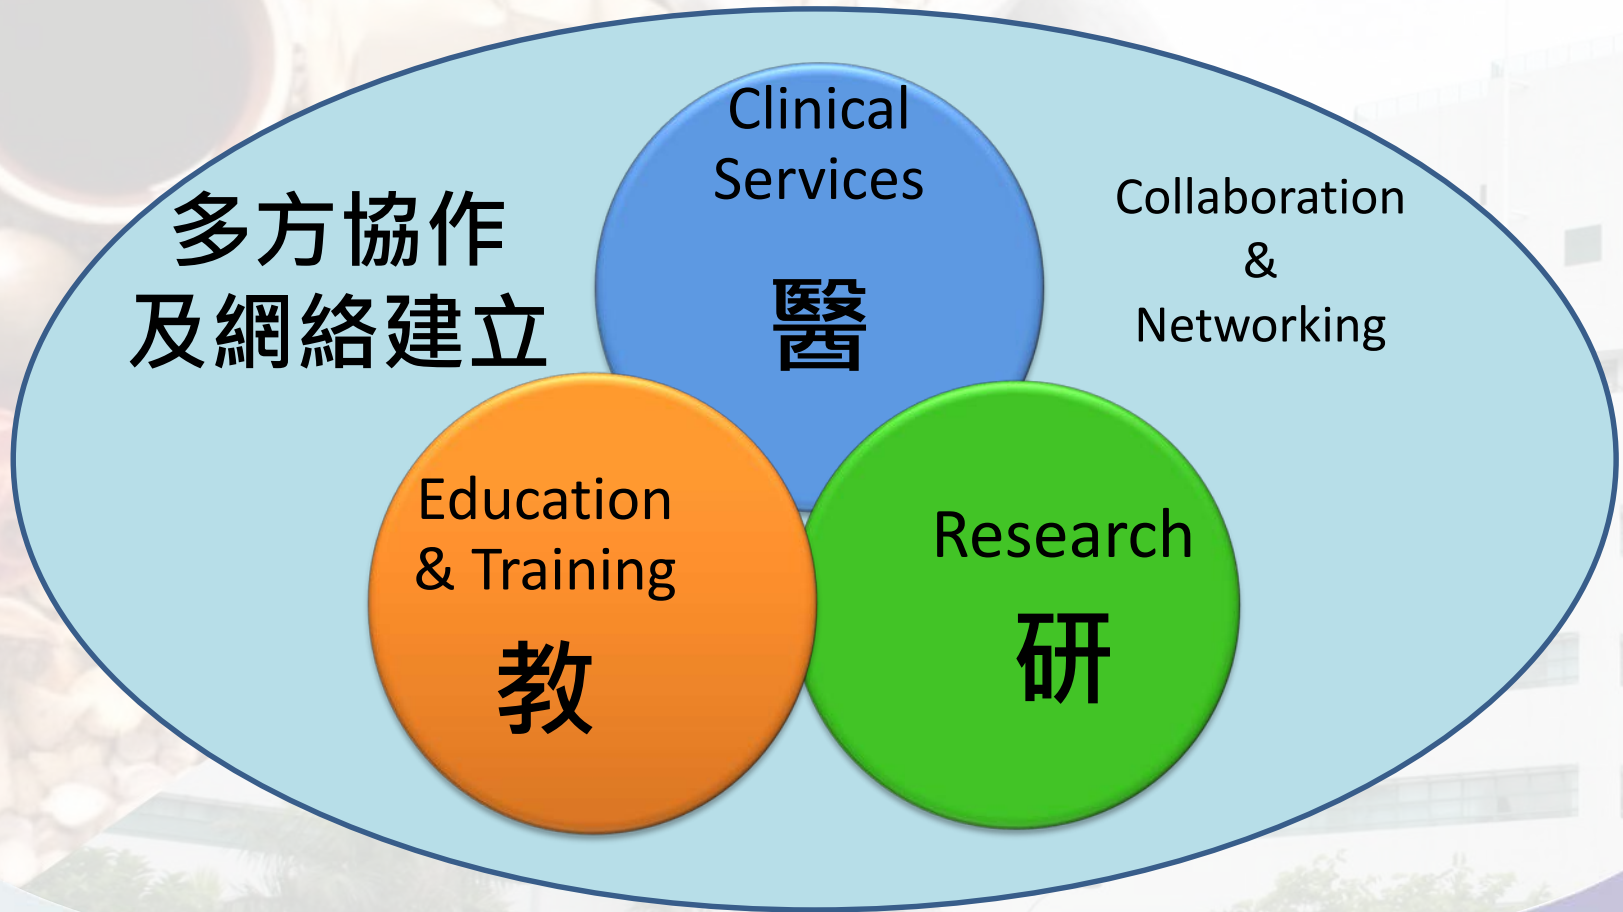 Clinical
Services
醫
多方協作
及網絡建立
Collaboration
&
Networking
Education
& Training
教
Research
研